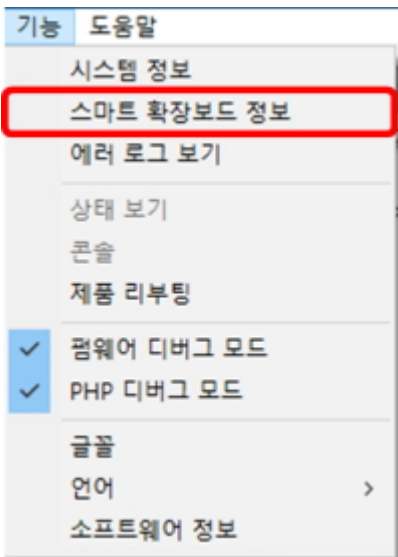 기능 도움말
시스템 정보
스마트 확장보드 정보
에러 로그 보기
상태 보기
콘솔
제품 리부팅
펌웨어 디버그 모드
PHP 디버그 모드
글꼴
언어
소프트웨어 정보